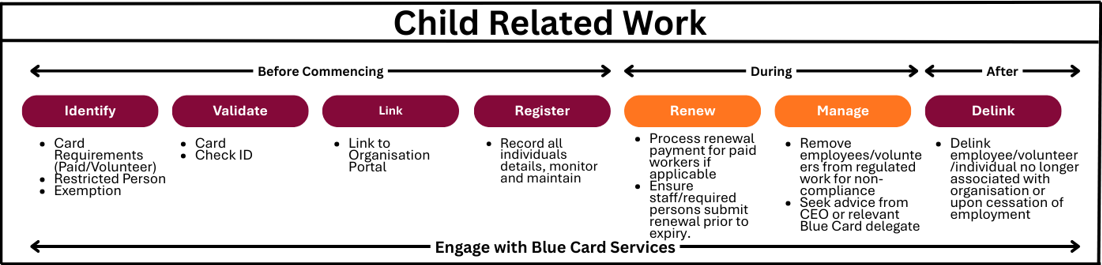 Child Related Work
Before Commencing
During
After
Identify
Validate
Link
Register
Renew
Manage
Delink
• Card
Requirements
(Paid/Volunteer)
• Restricted Person
• Exemption
• Card
• Check ID
• Link to
Organisation
Portal
• Record all
individuals
details, monitor
and maintain
• Process renewal
payment for paid
workers if
applicable
• Ensure
staff/required
persons submit
renewal prior to
expiry.
• Remove
employees/volunte
ers from regulated
work for non-
compliance
• Seek advice from
CEO or relevant
Blue Card delegate
• Delink
employee/volunteer
/individual no longer
associated with
organisation or
upon cessation of
employment
Engage with Blue Card Services